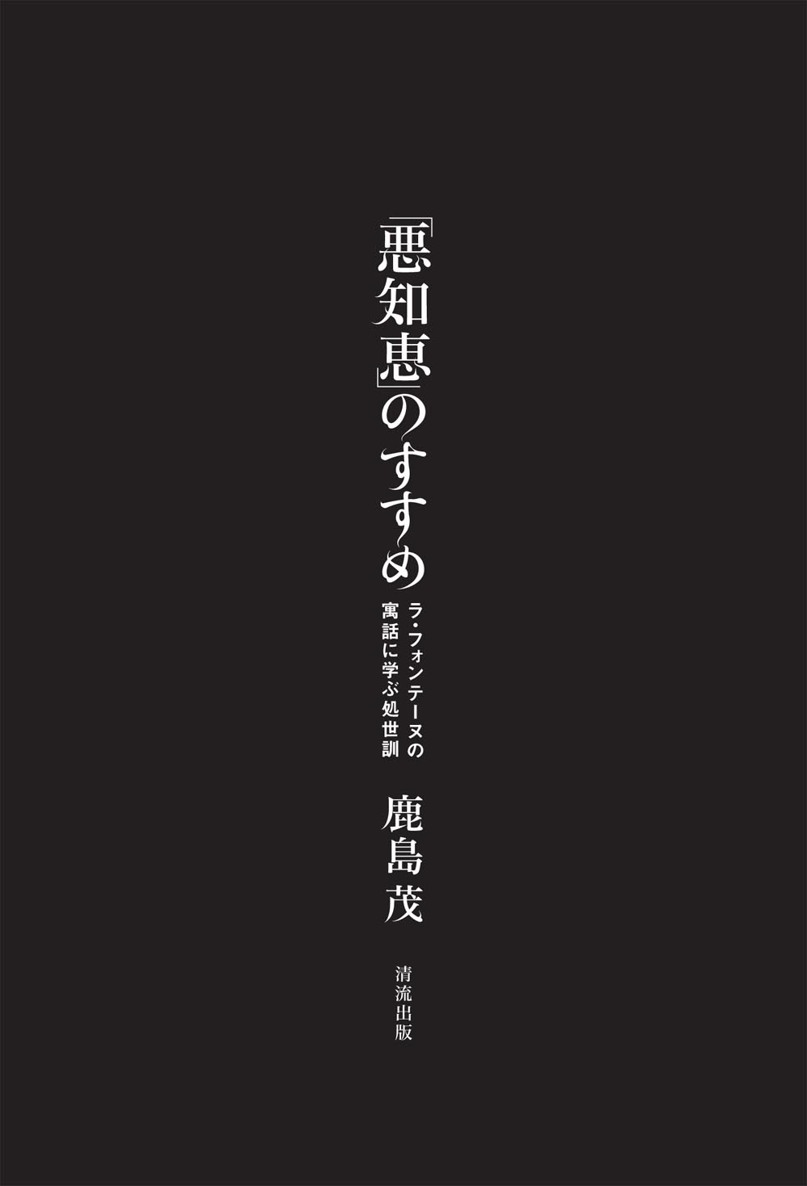 「悪知恵」のすすめ
ラ・フォンテーヌの
寓話に学ぶ処世訓
鹿島茂
清流出版